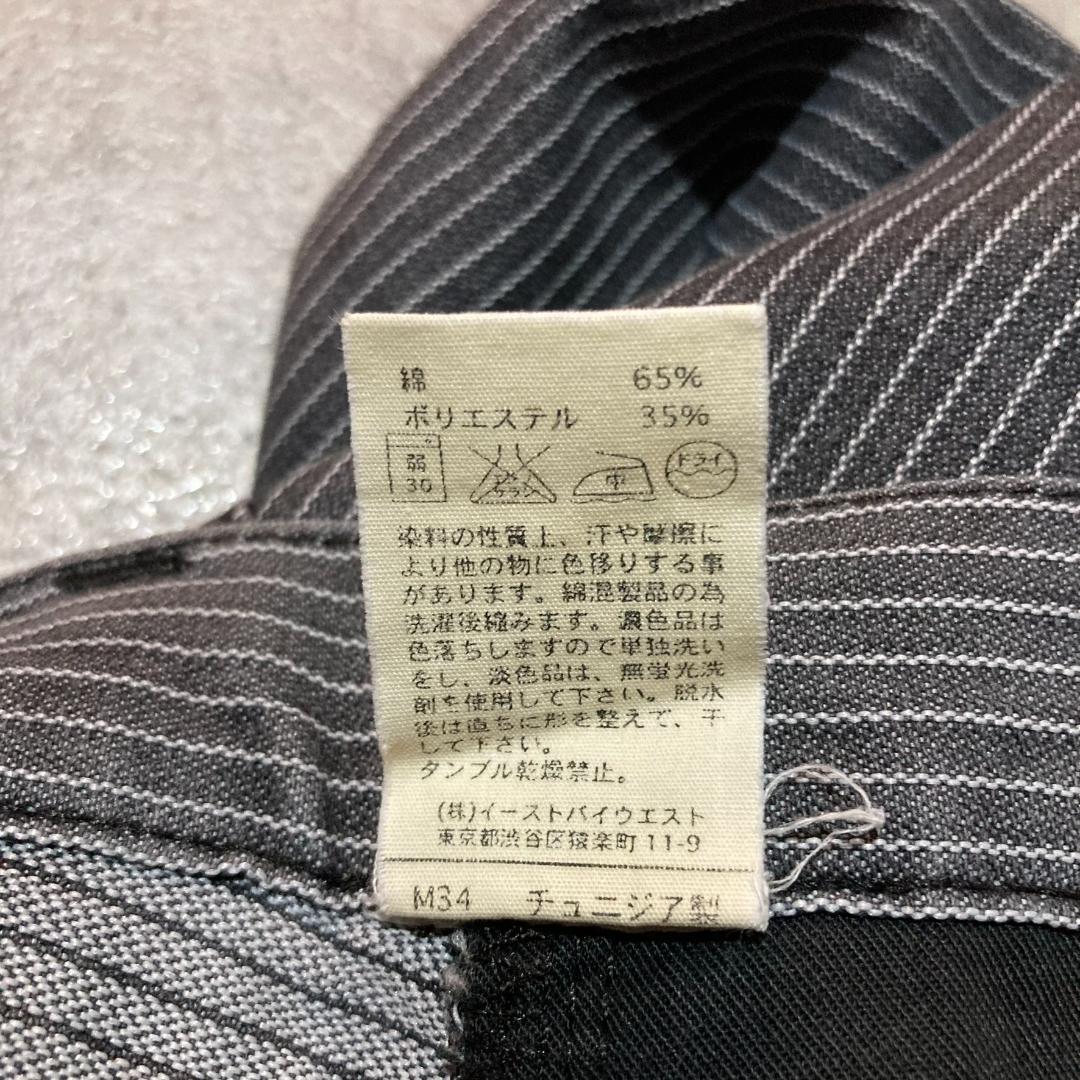 綿 65%
ポリエステル 35%
弱 30 エンソ サラシ 中 ドライ
染料の性質上、汗や摩擦に
より他の物に色移りする事
があります。綿混製品の為
洗濯後縮みます。濃色品は
色落ちしますので単独洗い
をし、淡色品は、無蛍光洗
剤を使用して下さい。脱水
後は直ちに形を整えて、干
して下さい。
タンブル乾燥禁止。
(株)イーストバイウエスト
東京都渋谷区猿楽町11-9
M34 チュニジア製